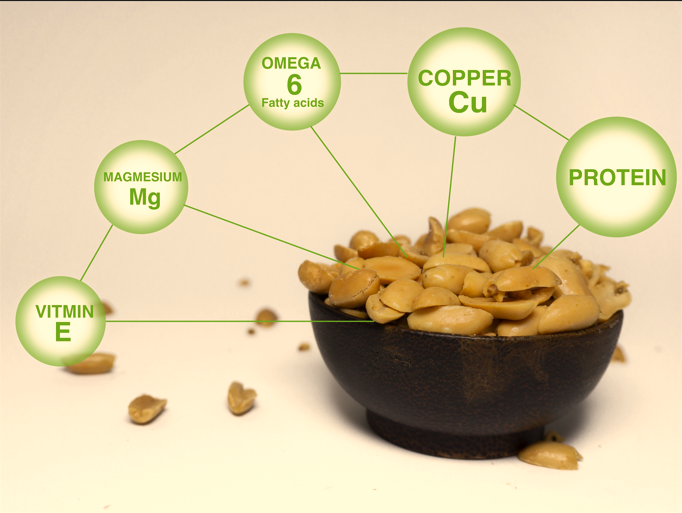 OMEGA
6
Fatty acids
COPPER
Cu
PROTEIN
MAGMESIUM
Mg
VITMIN
E